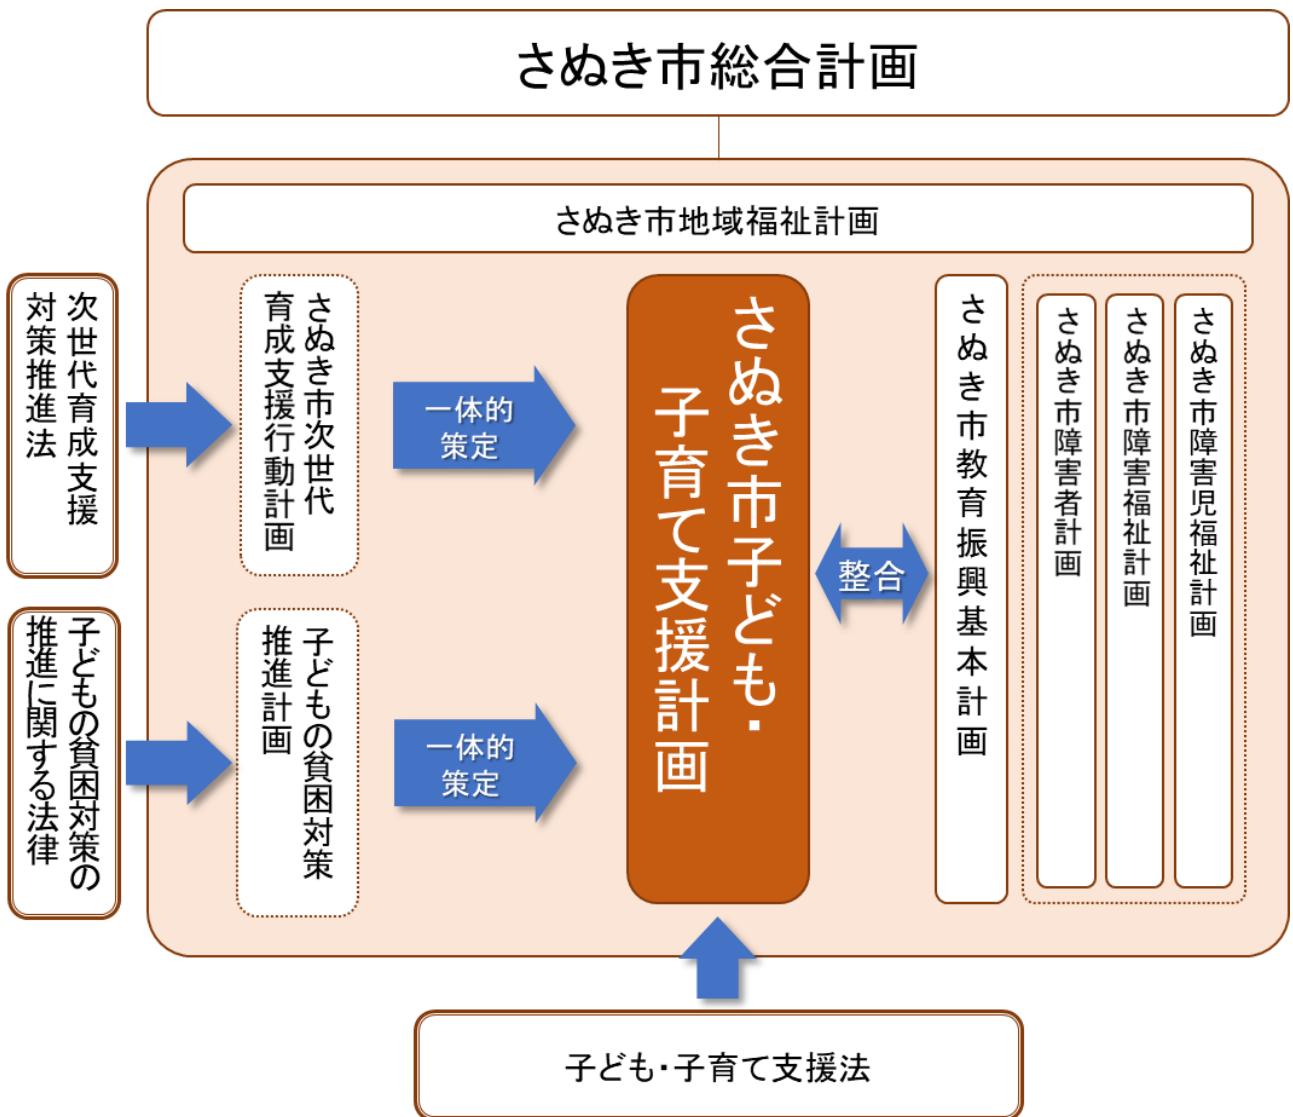 さぬき市総合計画
さぬき市地域福祉計画
次世代育成支援
対策推進法
さぬき市次世代
育成支援行動計画
一体的
策定
子どもの貧困対策の
推進に関する法律
子どもの貧困対策
推進計画
一体的
策定
さぬき市子ども・
子育て支援計画
整合
さぬき市教育振興基本計画
さぬき市障害者計画
さぬき市障害福祉計画
さぬき市障害児福祉計画
子ども・子育て支援法